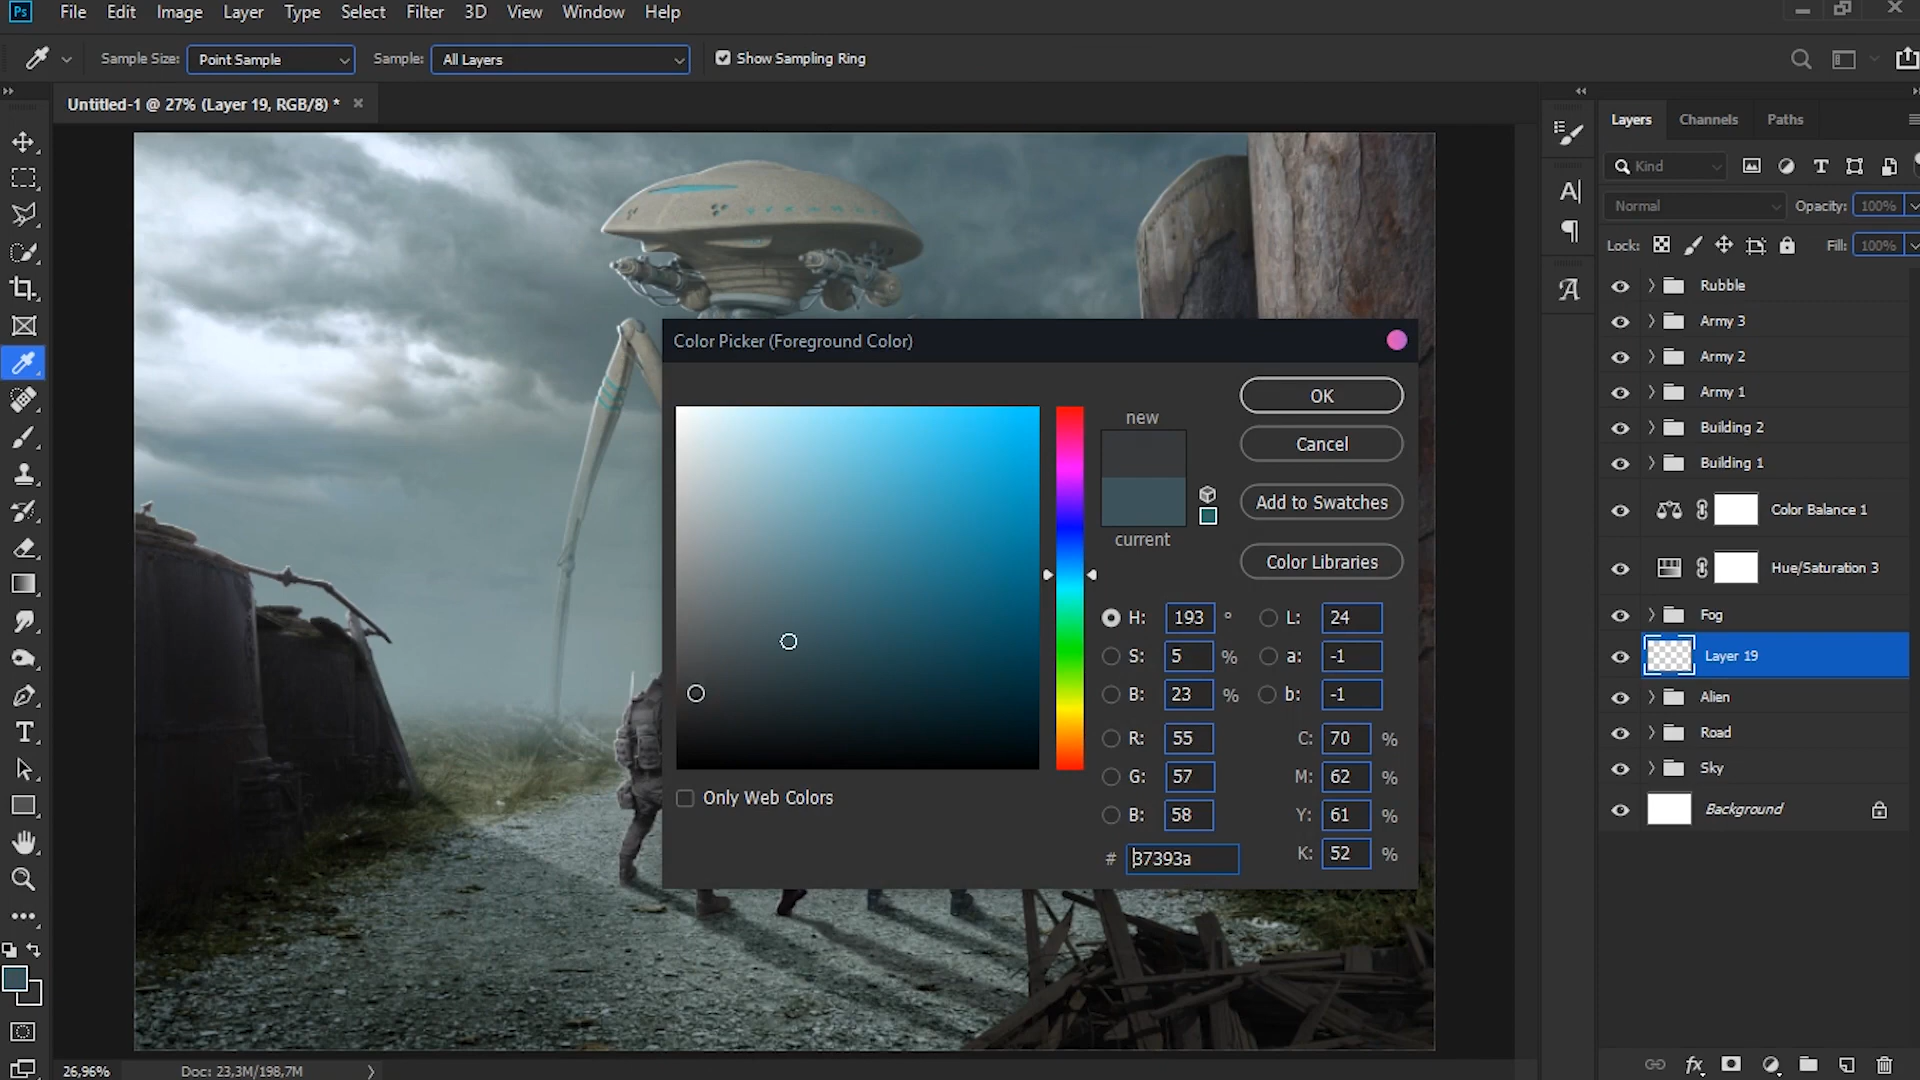 Ps File Edit Image Layer Type Select Filter 3D View Window Help
Sample Size: Point Sample Sample: All Layers Show Sampling Ring
Untitled-1 @ 27% (Layer 19, RGB/8) *
Layers Channels Paths
Kind
Normal Opacity: 100%
Lock: Fill: 100%
Rubble
Army 3
Army 2
Army 1
Building 2
Building 1
Color Balance 1
Hue/Saturation 3
Fog
Layer 19
Alien
Road
Sky
Background
Color Picker (Foreground Color)
new
current
OK
Cancel
Add to Swatches
Color Libraries
H: 193 ° L: 24
S: 5 % a: -1
B: 23 % b: -1
R: 55 C: 70 %
G: 57 M: 62 %
B: 58 Y: 61 %
# 37393a K: 52 %
Only Web Colors
26,96% Doc: 23,3M/198,7M